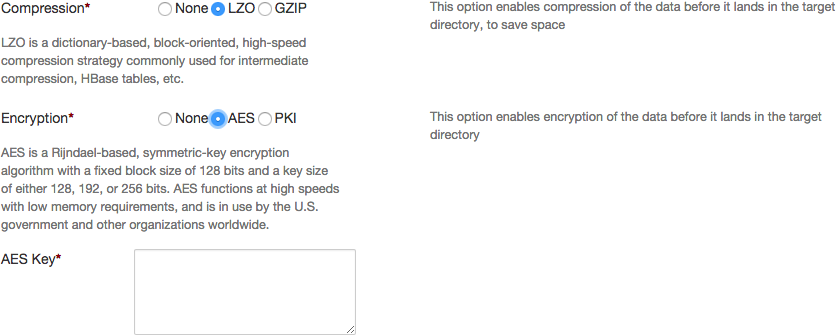 Compression* None LZO GZIP
This option enables compression of the data before it lands in the target
directory, to save space
LZO is a dictionary-based, block-oriented, high-speed
compression strategy commonly used for intermediate
compression, HBase tables, etc.
Encryption* None AES PKI
This option enables encryption of the data before it lands in the target
directory
AES is a Rijndael-based, symmetric-key encryption
algorithm with a fixed block size of 128 bits and a key size
of either 128, 192, or 256 bits. AES functions at high speeds
with low memory requirements, and is in use by the U.S.
government and other organizations worldwide.
AES Key*